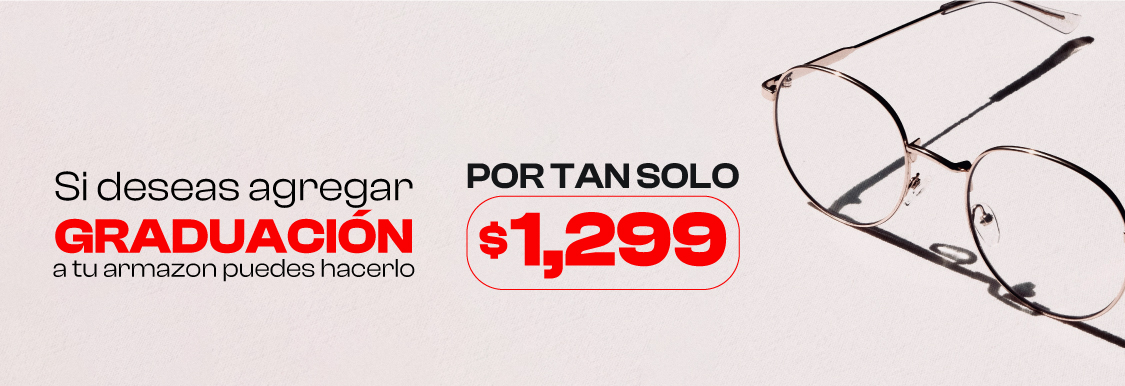 Si deseas agregar
GRADUACIÓN
a tu armazon puedes hacerlo
POR TAN SOLO
$1,299